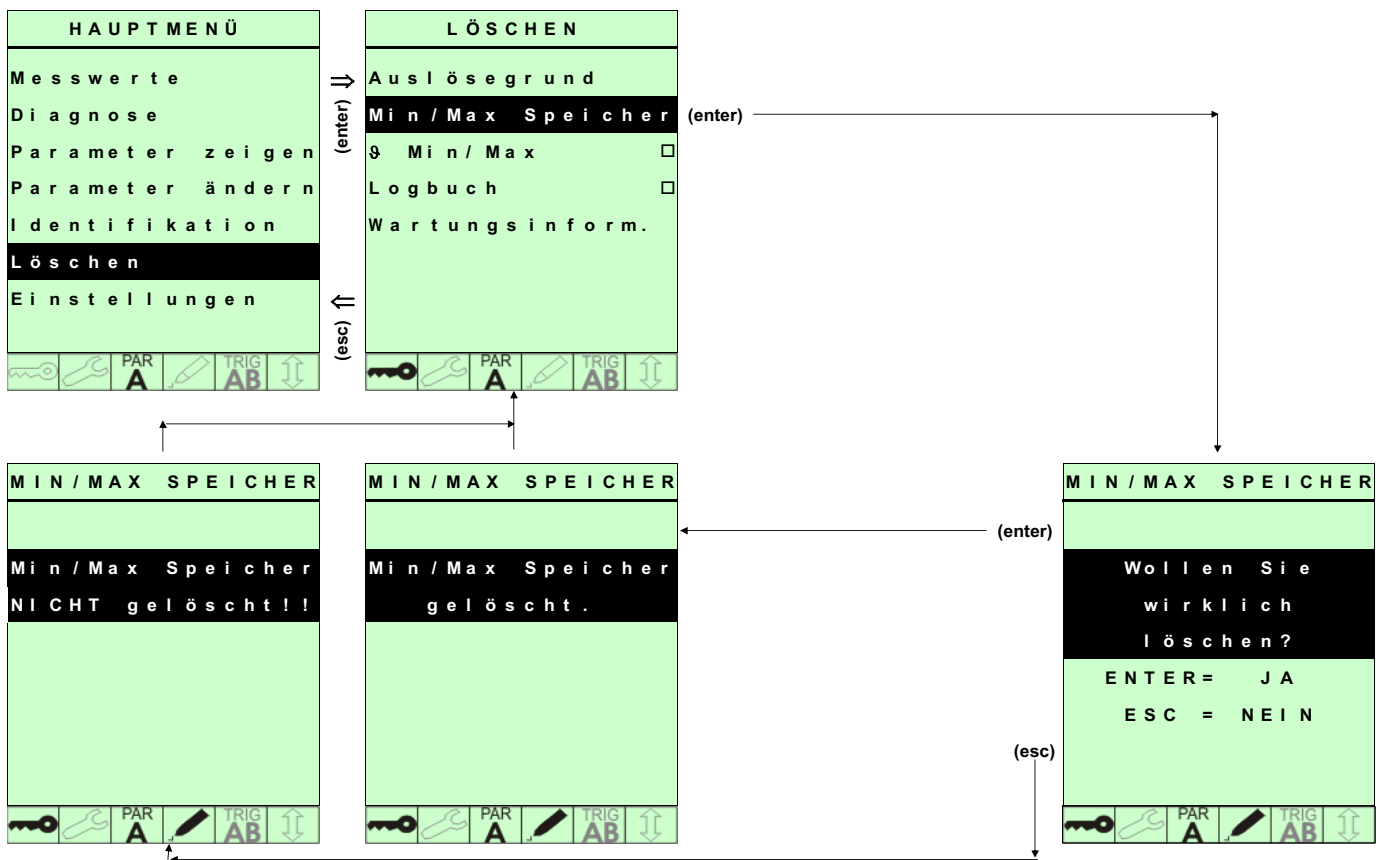 HAUPTMENÜ
Messwerte
Diagnose
Parameter zeigen
Parameter ändern
Identifikation
Löschen
Einstellungen
PAR
A
TRIG
AB
(enter)
(esc)
LÖSCHEN
Auslösegrund
Min/Max Speicher
ϑ Min/Max
Logbuch
Wartungsinform.
PAR
A
TRIG
AB
(enter)
MIN/MAX SPEICHER
Min/Max Speicher
NICHT gelöscht!!
PAR
A
TRIG
AB
MIN/MAX SPEICHER
Min/Max Speicher
gelöscht.
PAR
A
TRIG
AB
(enter)
(esc)
MIN/MAX SPEICHER
Wollen Sie
wirklich
löschen?
ENTER= JA
ESC = NEIN
PAR
A
TRIG
AB